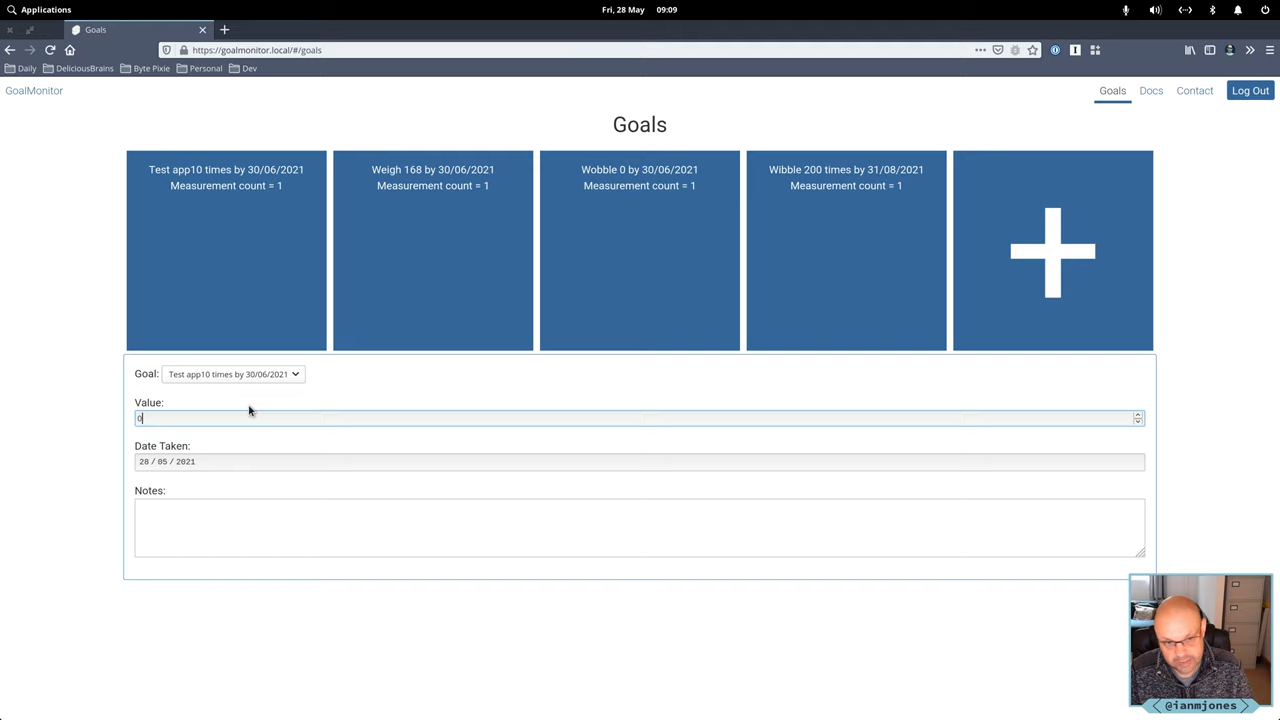 Applications
Fri, 28 May 09:09
Goals
https://goalmonitor.local/#/goals
Daily
DeliciousBrains
Byte Pixie
Personal
Dev
GoalMonitor
Goals
Docs
Contact
Log Out
Goals
Test app10 times by 30/06/2021
Measurement count = 1
Weigh 168 by 30/06/2021
Measurement count = 1
Wobble 0 by 30/06/2021
Measurement count = 1
Wibble 200 times by 31/08/2021
Measurement count = 1
Goal: Test app10 times by 30/06/2021
Value:
0
Date Taken:
28 / 05 / 2021
Notes:
@ianmjones